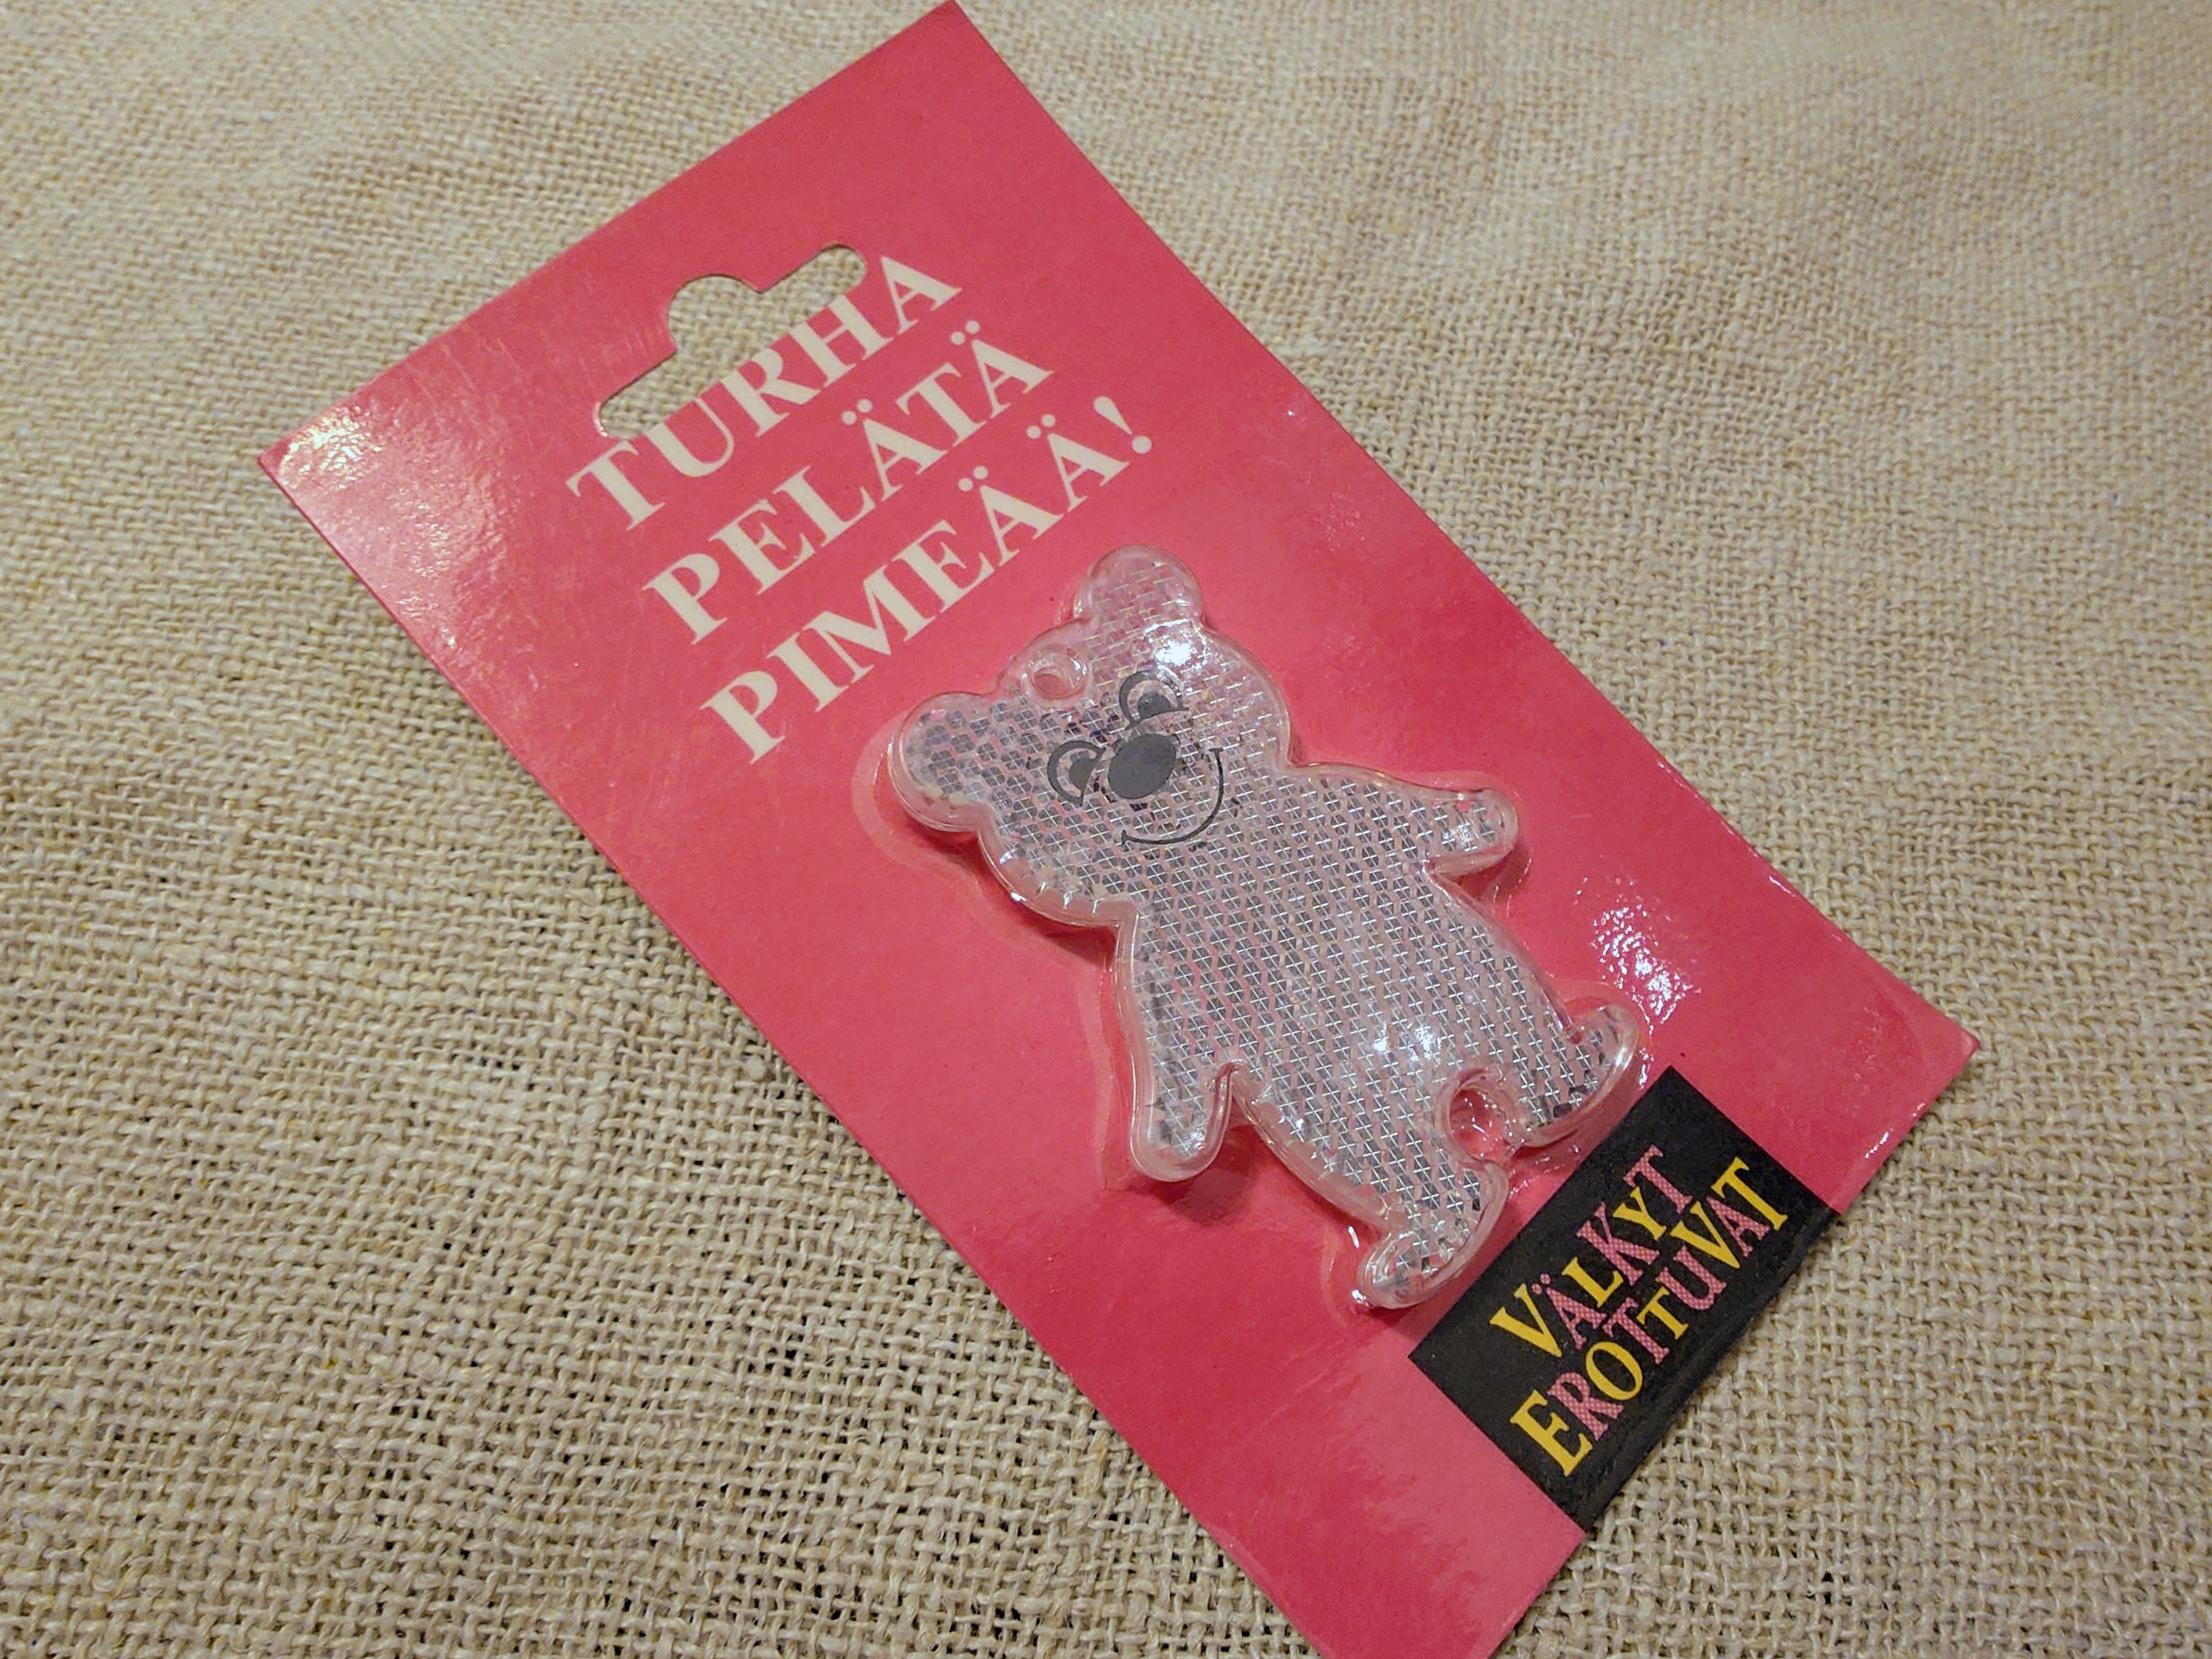 TURHA
PELÄTÄ
PIMEÄÄ!
VÄLKYT
EROTTUVAT